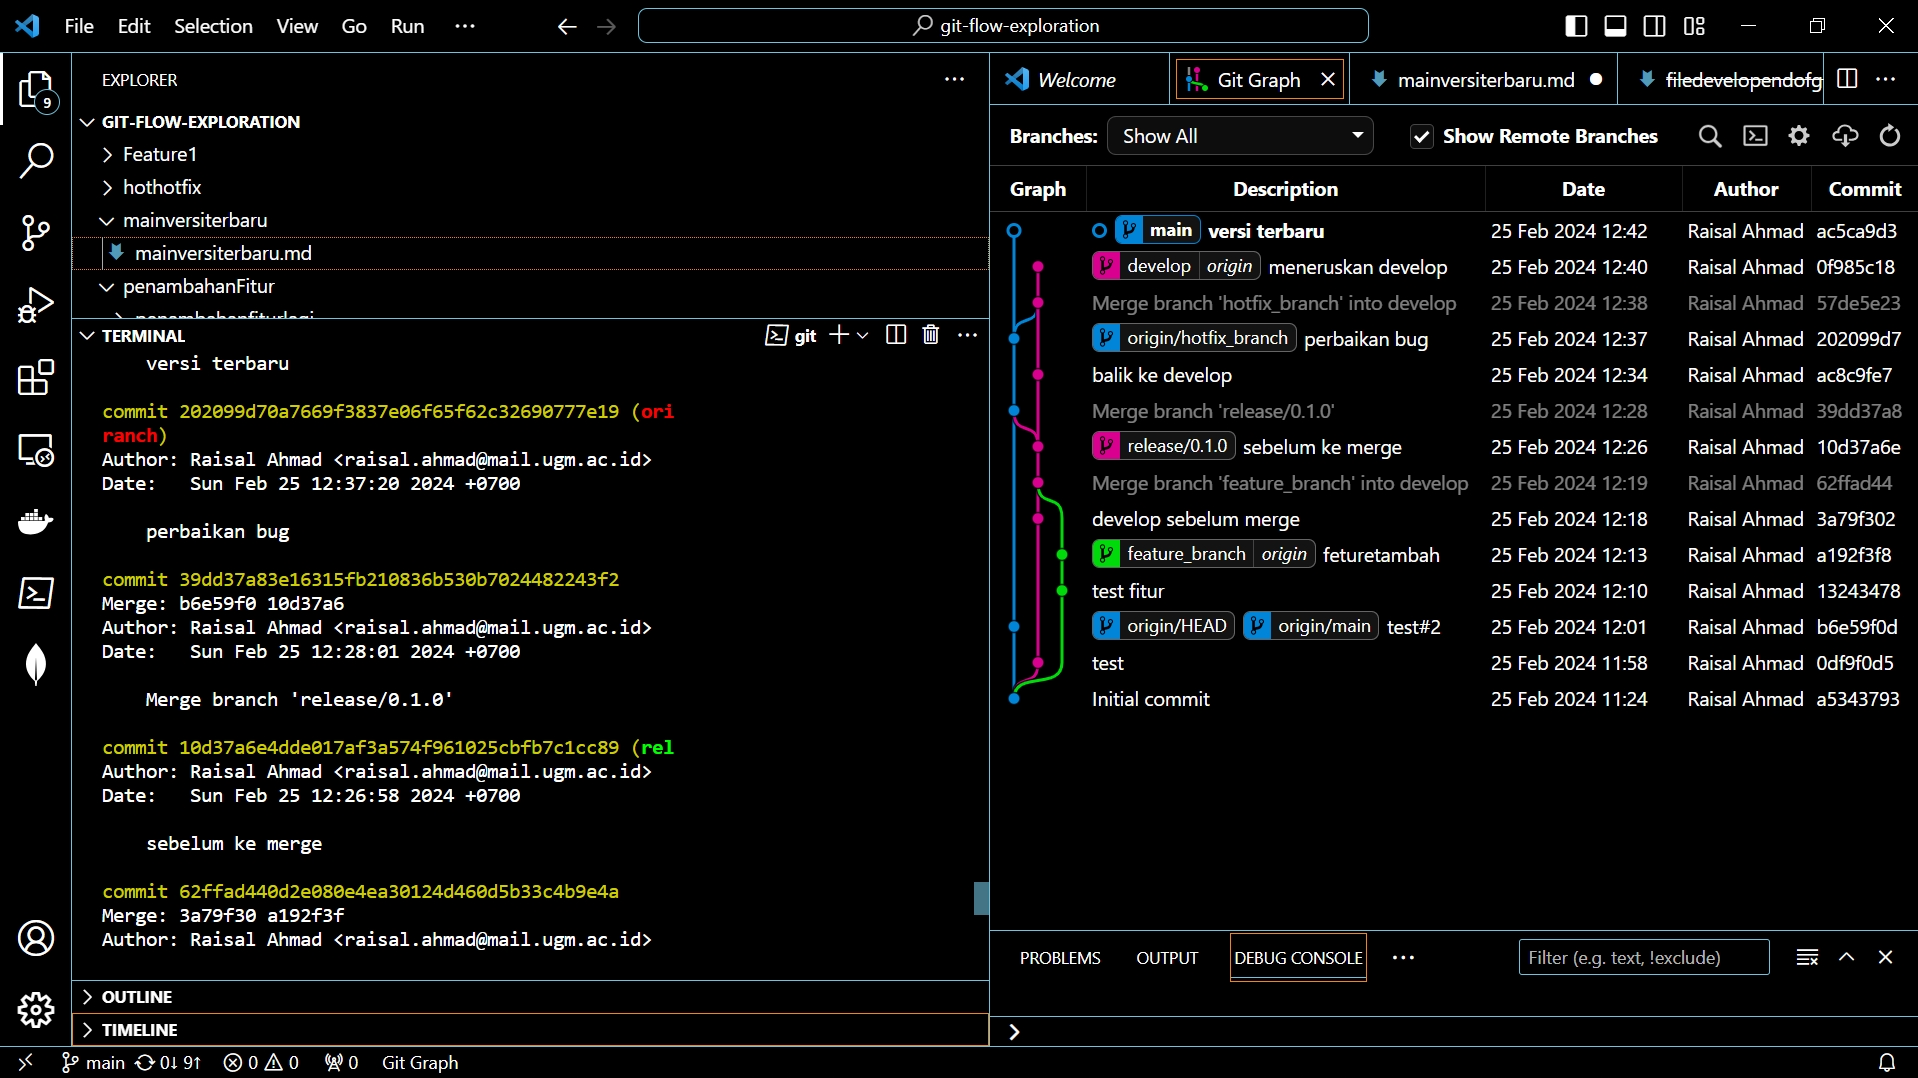 File Edit Selection View Go Run ··· git-flow-exploration
EXPLORER
9
GIT-FLOW-EXPLORATION
Feature1
hothotfix
mainversiterbaru
mainversiterbaru.md
penambahanFitur
penambahanfiturlagi
TERMINAL
git
versi terbaru
commit 202099d70a7669f3837e06f65f62c32690777e19 (ori
ranch)
Author: Raisal Ahmad <raisal.ahmad@mail.ugm.ac.id>
Date: Sun Feb 25 12:37:20 2024 +0700
perbaikan bug
commit 39dd37a83e16315fb210836b530b7024482243f2
Merge: b6e59f0 10d37a6
Author: Raisal Ahmad <raisal.ahmad@mail.ugm.ac.id>
Date: Sun Feb 25 12:28:01 2024 +0700
Merge branch 'release/0.1.0'
commit 10d37a6e4dde017af3a574f961025cbfb7c1cc89 (rel
Author: Raisal Ahmad <raisal.ahmad@mail.ugm.ac.id>
Date: Sun Feb 25 12:26:58 2024 +0700
sebelum ke merge
commit 62ffad440d2e080e4ea30124d460d5b33c4b9e4a
Merge: 3a79f30 a192f3f
Author: Raisal Ahmad <raisal.ahmad@mail.ugm.ac.id>
OUTLINE
TIMELINE
Welcome Git Graph mainversiterbaru.md filedevelopendofg
Branches: Show All Show Remote Branches
Graph Description Date Author Commit
main versi terbaru 25 Feb 2024 12:42 Raisal Ahmad ac5ca9d3
develop origin meneruskan develop 25 Feb 2024 12:40 Raisal Ahmad 0f985c18
Merge branch 'hotfix_branch' into develop 25 Feb 2024 12:38 Raisal Ahmad 57de5e23
origin/hotfix_branch perbaikan bug 25 Feb 2024 12:37 Raisal Ahmad 202099d7
balik ke develop 25 Feb 2024 12:34 Raisal Ahmad ac8c9fe7
Merge branch 'release/0.1.0' 25 Feb 2024 12:28 Raisal Ahmad 39dd37a8
release/0.1.0 sebelum ke merge 25 Feb 2024 12:26 Raisal Ahmad 10d37a6e
Merge branch 'feature_branch' into develop 25 Feb 2024 12:19 Raisal Ahmad 62ffad44
develop sebelum merge 25 Feb 2024 12:18 Raisal Ahmad 3a79f302
feature_branch origin feturetambah 25 Feb 2024 12:13 Raisal Ahmad a192f3f8
test fitur 25 Feb 2024 12:10 Raisal Ahmad 13243478
origin/HEAD origin/main test#2 25 Feb 2024 12:01 Raisal Ahmad b6e59f0d
test 25 Feb 2024 11:58 Raisal Ahmad 0df9f0d5
Initial commit 25 Feb 2024 11:24 Raisal Ahmad a5343793
PROBLEMS OUTPUT DEBUG CONSOLE ··· Filter (e.g. text, !exclude)
main 0↓ 9↑ 0 0 0 Git Graph